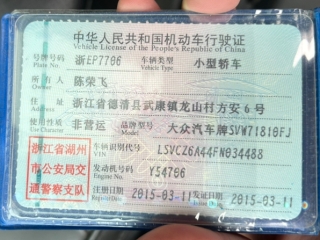 中华人民共和国机动车行驶证
Vehicle License of the People's Republic of China
号牌号码 浙EP7706 车辆类型 小型轿车
Plate No. Vehicle Type
所有人 陈荣飞
Owner
住址 浙江省德清县武康镇龙山村方安6号
Address
使用性质 非营运 品牌型号 大众汽车牌SVW71810FJ
Use Character Model
浙江省湖州市公安局交通警察支队
车辆识别代号 LSVCZ6A44FN034488
VIN
发动机号码 Y54706
Engine No.
注册日期 2015-03-11 发证日期 2015-03-11
Register Date Issue Date